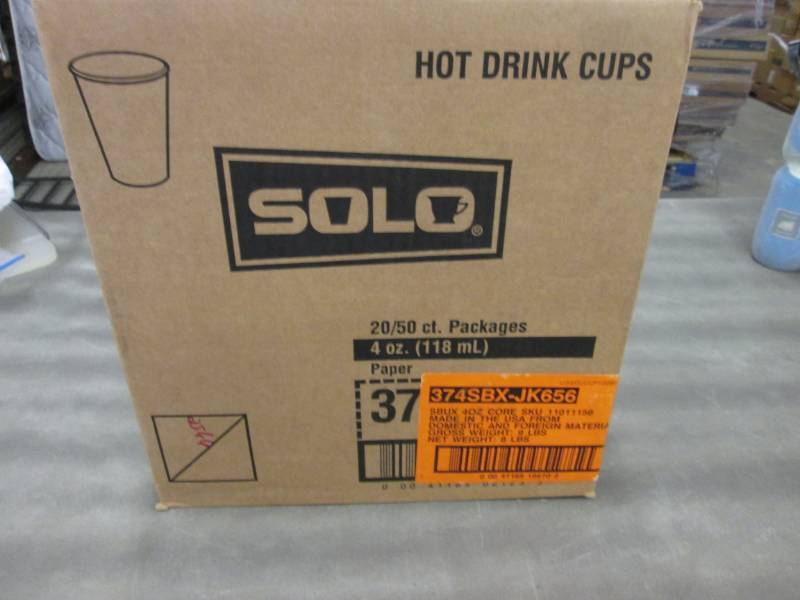 HOT DRINK CUPS
SOLO®
20/50 ct. Packages
4 oz. (118 mL)
Paper
37
374SBX-JK656
SBUX 4OZ CORE SKU 11011156
MADE IN THE USA FROM
DOMESTIC AND FOREIGN MATERIA
GROSS WEIGHT: 9 LBS
NET WEIGHT: 8 LBS